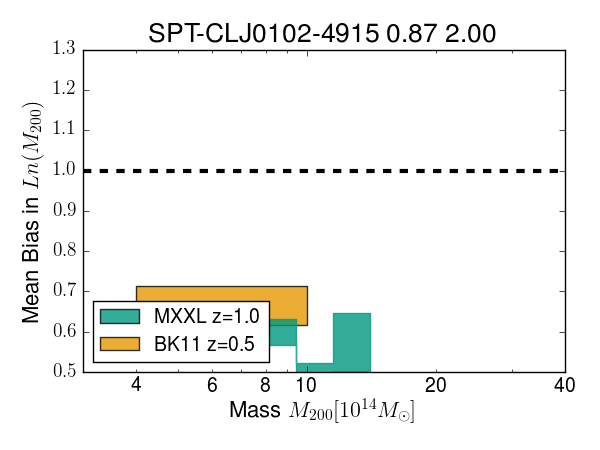 SPT-CLJ0102-4915 0.87 2.00
1.3
1.2
1.1
1.0
0.9
0.8
0.7
0.6
0.5
Mean Bias in Ln(M₂₀₀)
MXXL z=1.0
BK11 z=0.5
4 6 8 10 20 40
Mass M₂₀₀[10¹⁴M☉]